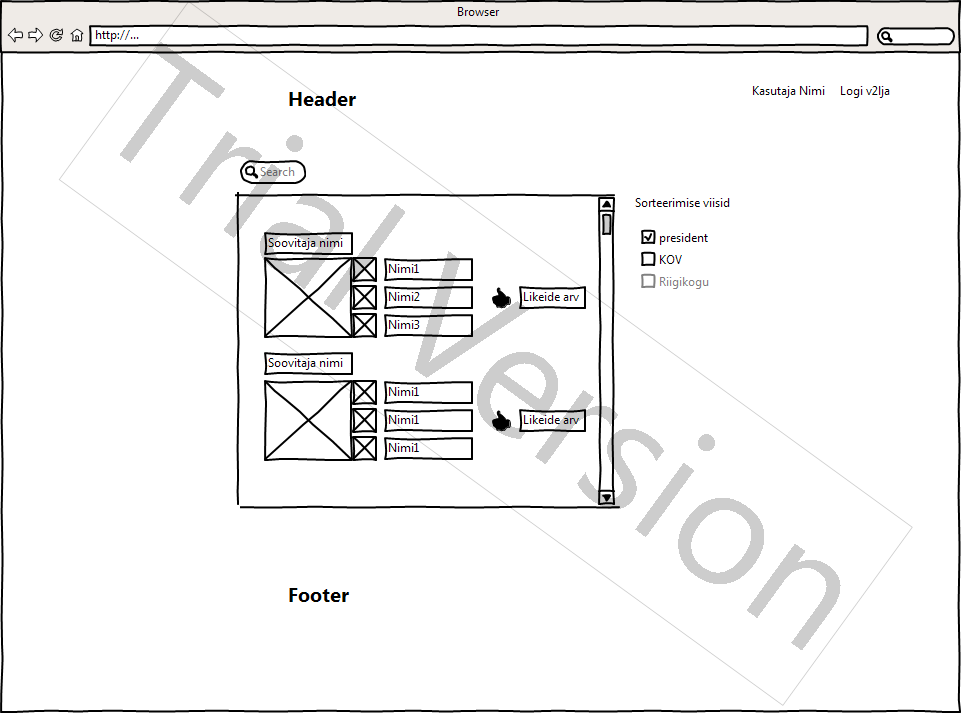 Browser
http://...
Header
Kasutaja Nimi
Logi v2lja
Search
Sorteerimise viisid
president
KOV
Riigikogu
Soovitaja nimi
Nimi1
Nimi2
Likeide arv
Nimi3
Soovitaja nimi
Nimi1
Nimi1
Likeide arv
Nimi1
Footer
Trial Version